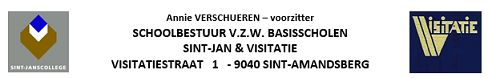 Annie VERSCHUEREN – voorzitter
SCHOOLBESTUUR V.Z.W. BASISSCHOLEN
SINT-JAN & VISITATIE
VISITATIESTRAAT 1 - 9040 SINT-AMANDSBERG
SINT-JANSCOLLEGE
VISITATIE